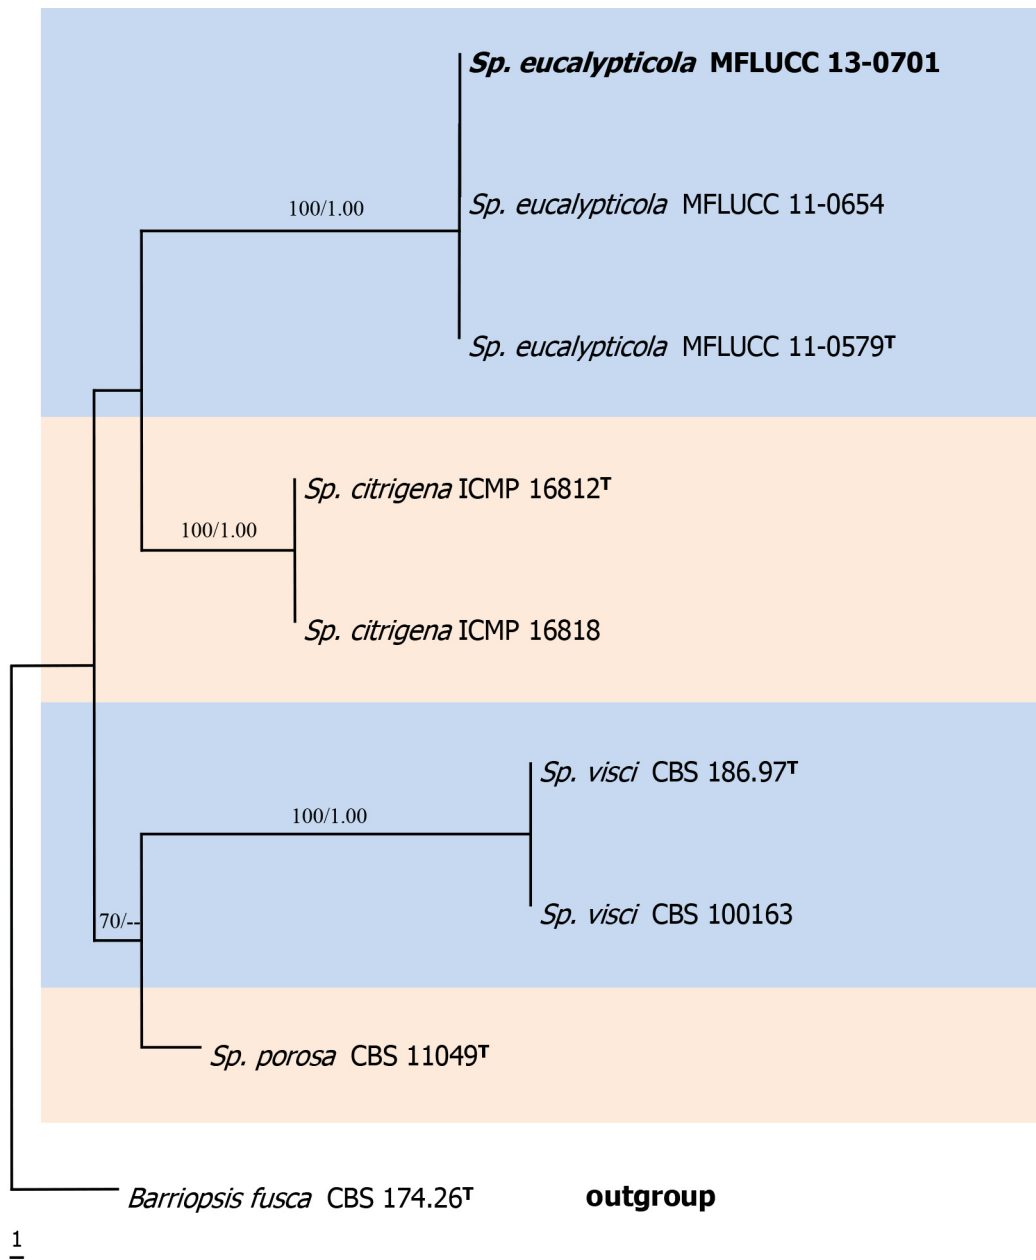 Sp. eucalypticola MFLUCC 13-0701
Sp. eucalypticola MFLUCC 11-0654
100/1.00
Sp. eucalypticola MFLUCC 11-0579ᵀ
Sp. citrigena ICMP 16812ᵀ
100/1.00
Sp. citrigena ICMP 16818
Sp. visci CBS 186.97ᵀ
100/1.00
Sp. visci CBS 100163
70/--
Sp. porosa CBS 11049ᵀ
Barriopsis fusca CBS 174.26ᵀ outgroup
1